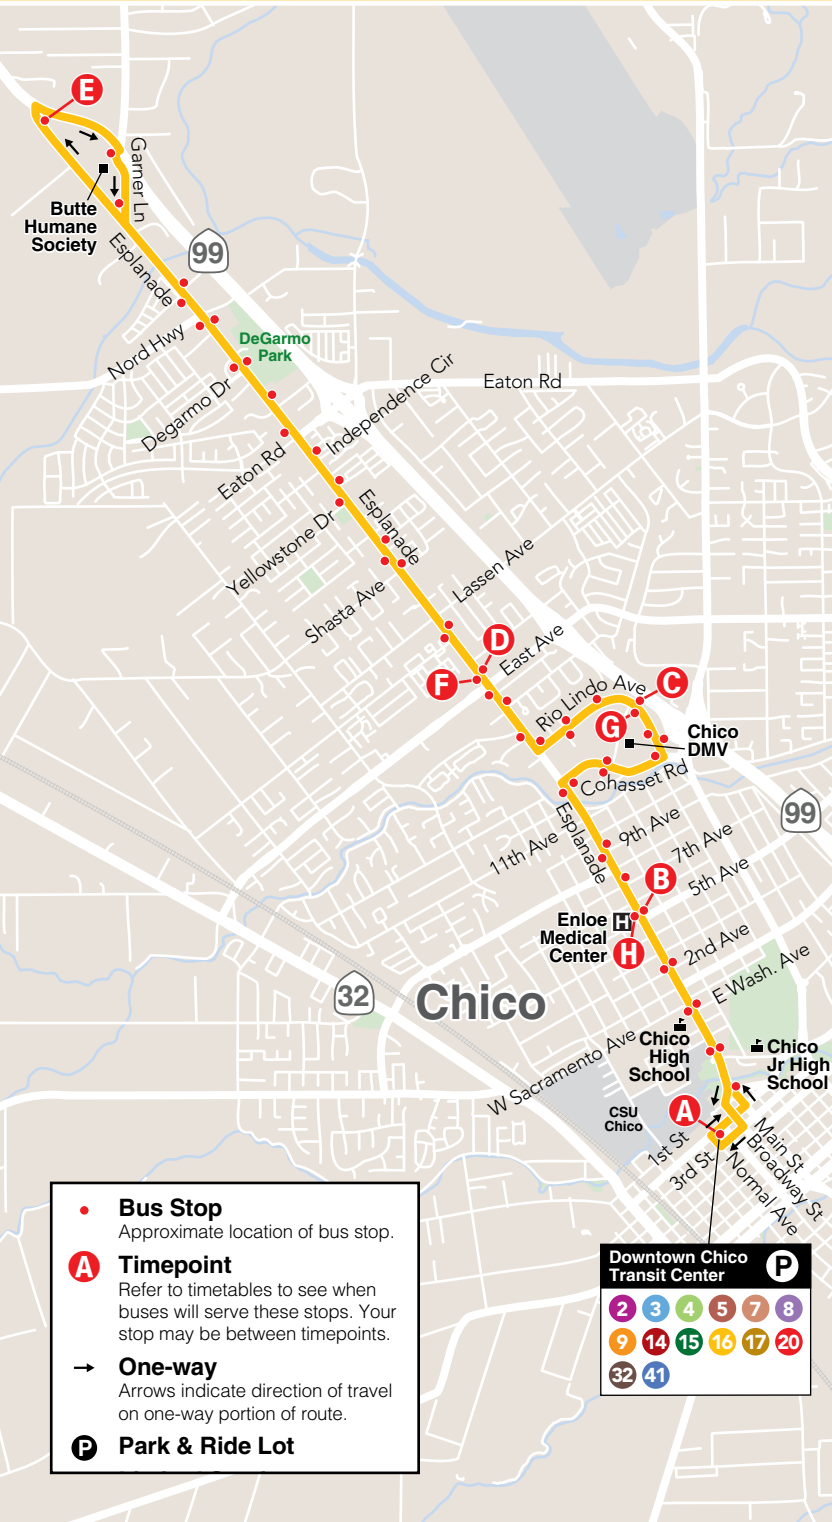 E
Garner Ln
Butte
Humane
Society
99
Esplanade
Nord Hwy
DeGarmo
Park
Degarmo Dr
Independence Cir
Eaton Rd
Eaton Rd
Esplanade
Yellowstone Dr
Lassen Ave
Shasta Ave
D
East Ave
F
C
Rio Lindo Ave
G
Chico
DMV
Cohasset Rd
99
Esplanade
9th Ave
11th Ave
7th Ave
B
5th Ave
Enloe
Medical
Center
H
H
2nd Ave
E Wash. Ave
32
Chico
Chico
High
School
Chico
Jr High
School
W Sacramento Ave
CSU
Chico
A
1st St
3rd St
Main St
Broadway St
Normal Ave
Bus Stop
Approximate location of bus stop.
A
Timepoint
Refer to timetables to see when
buses will serve these stops. Your
stop may be between timepoints.
One-way
Arrows indicate direction of travel
on one-way portion of route.
P
Park & Ride Lot
Downtown Chico
Transit Center
P
2 3 4 5 7 8
9 14 15 16 17 20
32 41